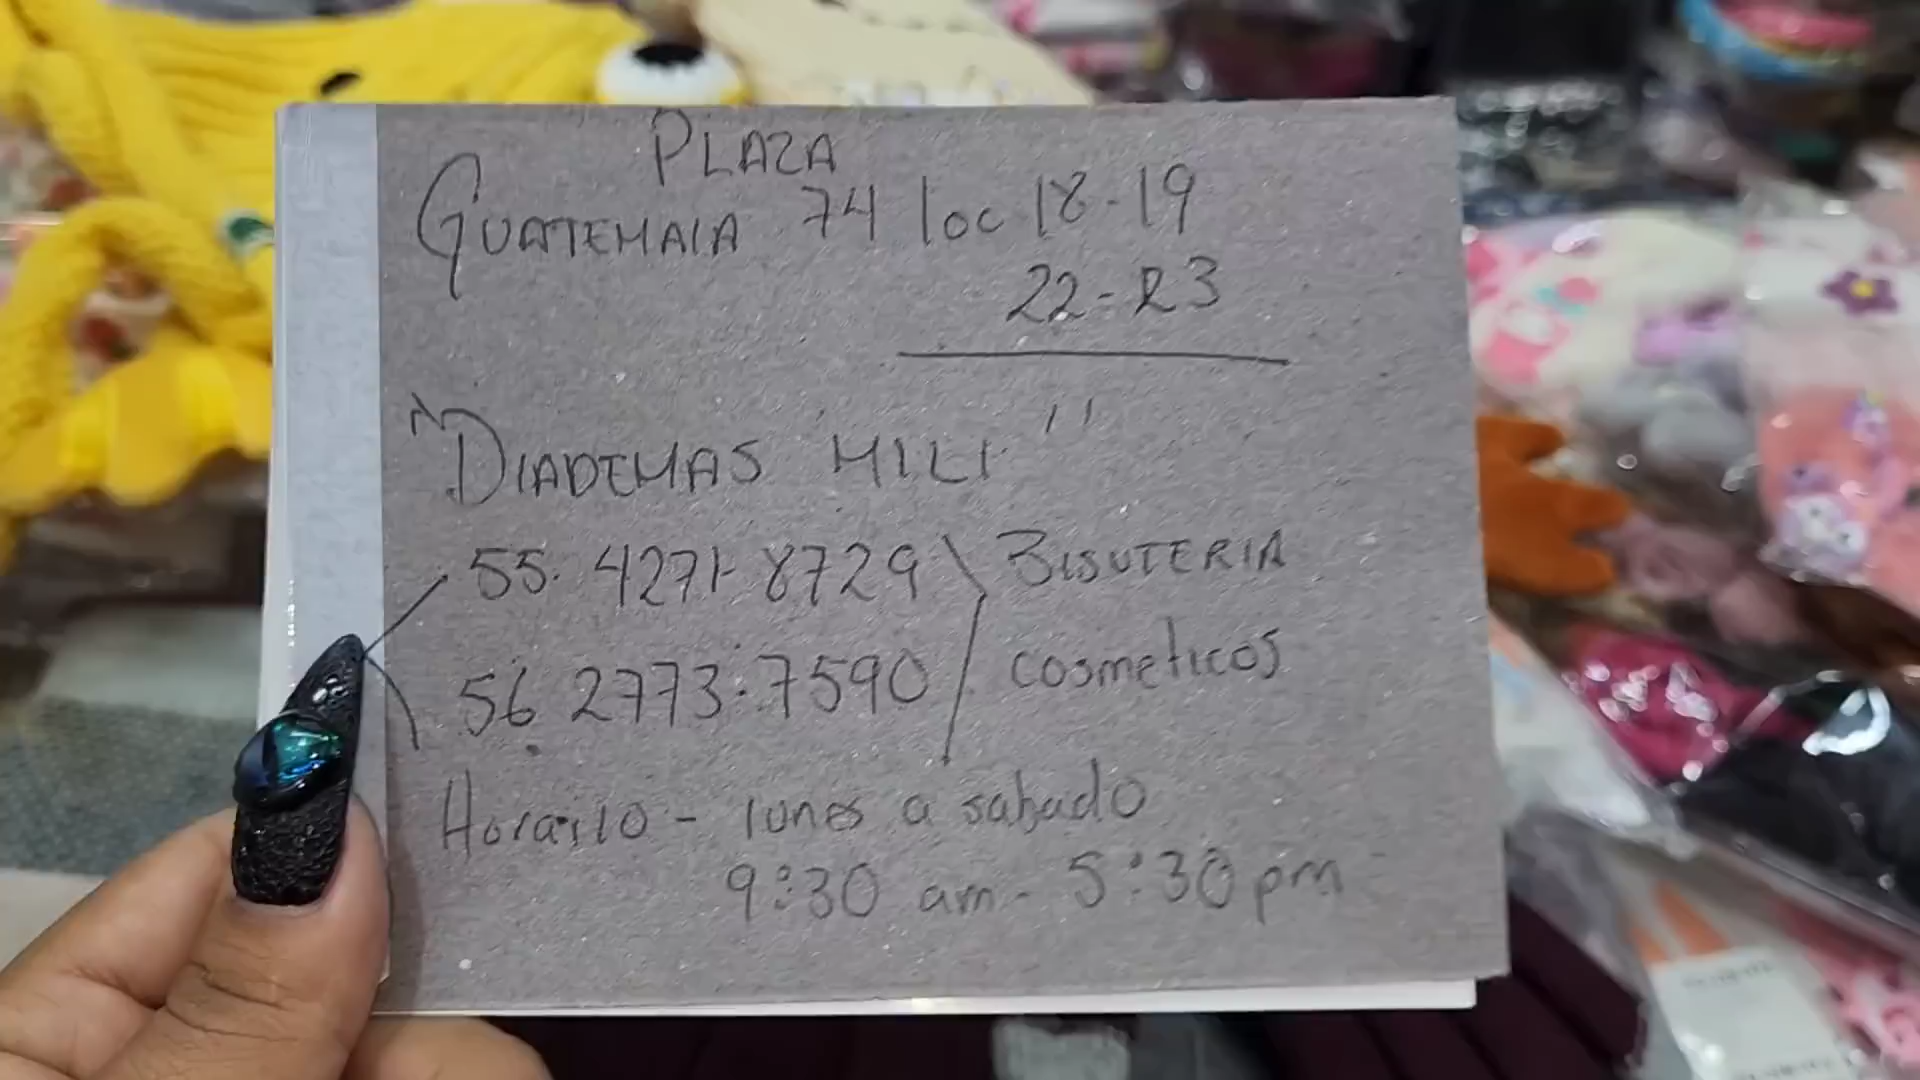 PLAZA
GUATEMALA 74 loc 18-19
22-23
"DIADEMAS MILI"
55. 4271-8729 BISUTERIA
56 2773-7590 cosmeticos
Horario - lunes a sabado
9:30 am - 5:30 pm